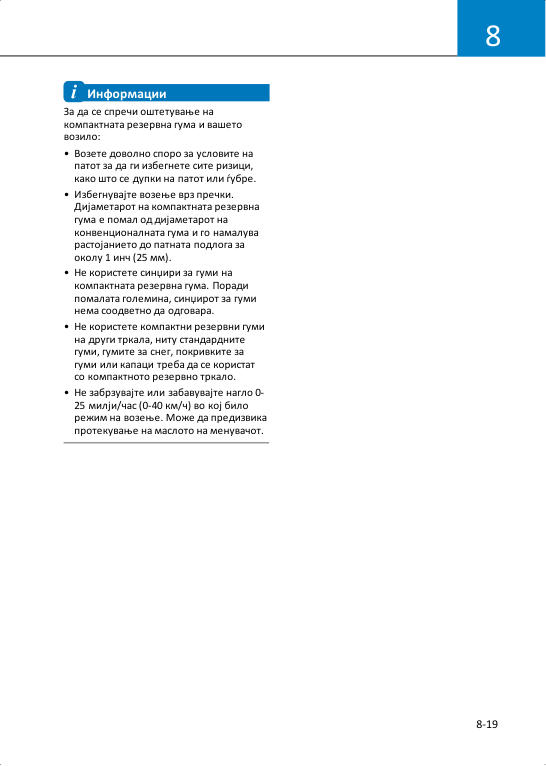 8
i Информации
За да се спречи оштетување на
компактната резервна гума и вашето
возило:
• Возете доволно споро за условите на
патот за да ги избегнете сите ризици,
како што се дупки на патот или ѓубре.
• Избегнувајте возење врз пречки.
Дијаметарот на компактната резервна
гума е помал од дијаметарот на
конвенционалната гума и го намалува
растојанието до патната подлога за
околу 1 инч (25 мм).
• Не користете синџири за гуми на
компактната резервна гума. Поради
помалата големина, синџирот за гуми
нема соодветно да одговара.
• Не користете компактни резервни гуми
на други тркала, ниту стандардните
гуми, гумите за снег, покривките за
гуми или капаци треба да се користат
со компактното резервно тркало.
• Не забрзувајте или забавувајте нагло 0-
25 милји/час (0-40 км/ч) во кој било
режим на возење. Може да предизвика
протекување на маслото на менувачот.
8-19